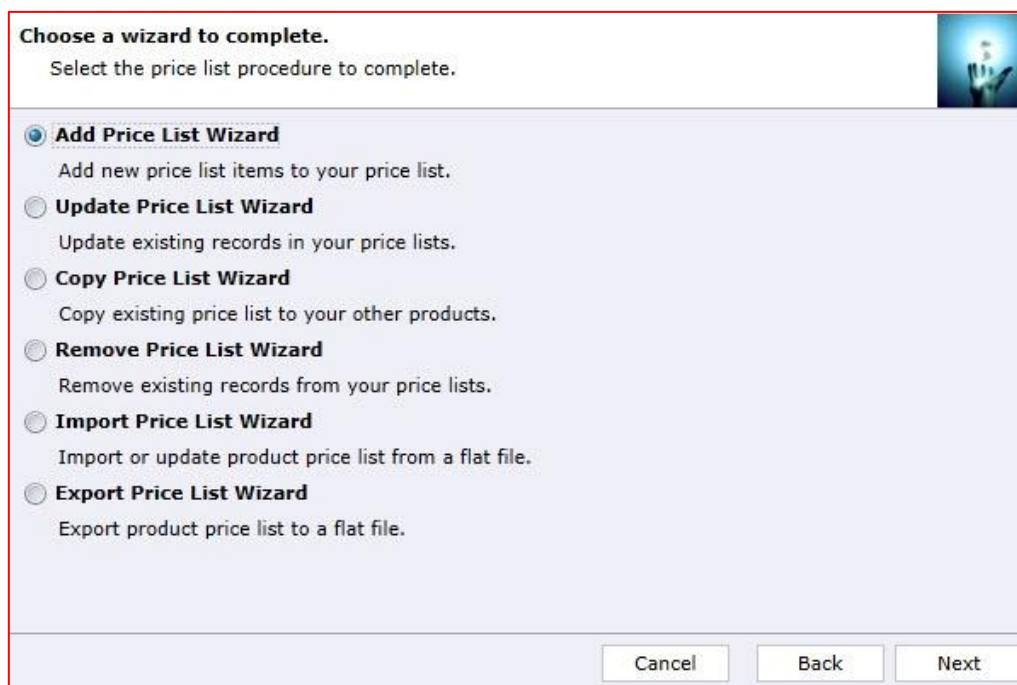 Choose a wizard to complete.
Select the price list procedure to complete.
Add Price List Wizard
Add new price list items to your price list.
Update Price List Wizard
Update existing records in your price lists.
Copy Price List Wizard
Copy existing price list to your other products.
Remove Price List Wizard
Remove existing records from your price lists.
Import Price List Wizard
Import or update product price list from a flat file.
Export Price List Wizard
Export product price list to a flat file.
Cancel Back Next